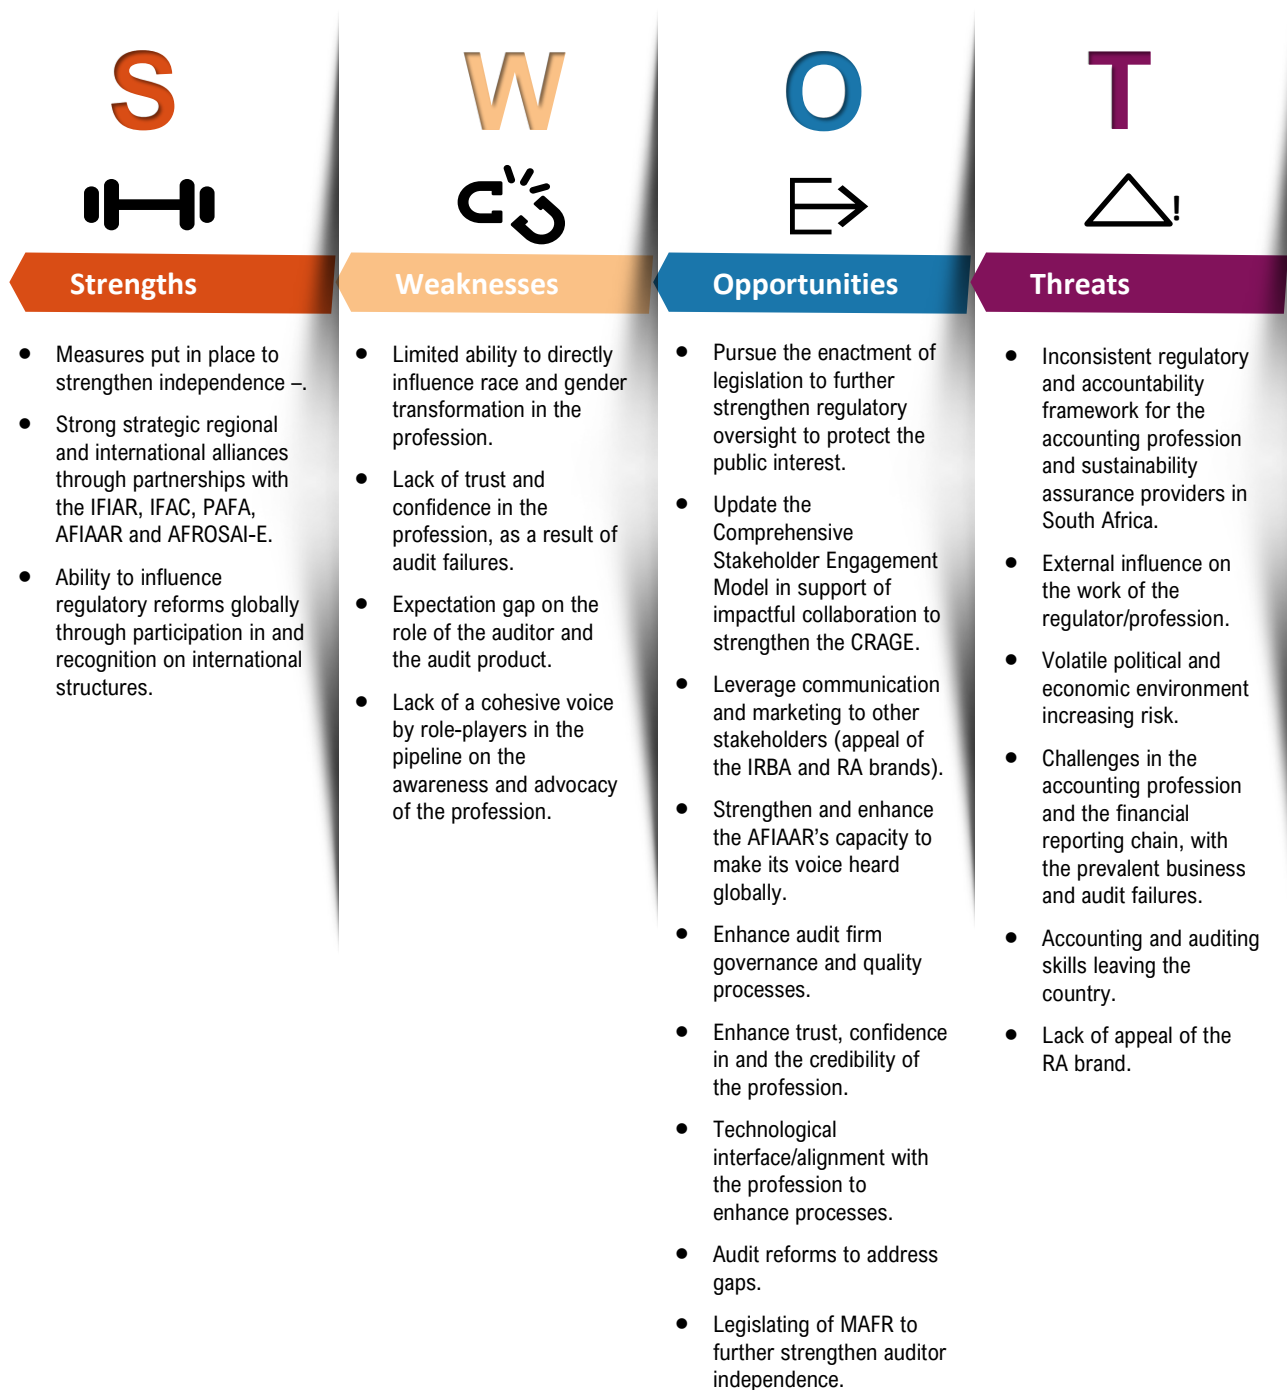 S
W
O
T
!
Strengths
Weaknesses
Opportunities
Threats
• Measures put in place to
strengthen independence –.
• Strong strategic regional
and international alliances
through partnerships with
the IFIAR, IFAC, PAFA,
AFIAAR and AFROSAI-E.
• Ability to influence
regulatory reforms globally
through participation in and
recognition on international
structures.
• Limited ability to directly
influence race and gender
transformation in the
profession.
• Lack of trust and
confidence in the
profession, as a result of
audit failures.
• Expectation gap on the
role of the auditor and
the audit product.
• Lack of a cohesive voice
by role-players in the
pipeline on the
awareness and advocacy
of the profession.
• Pursue the enactment of
legislation to further
strengthen regulatory
oversight to protect the
public interest.
• Update the
Comprehensive
Stakeholder Engagement
Model in support of
impactful collaboration to
strengthen the CRAGE.
• Leverage communication
and marketing to other
stakeholders (appeal of
the IRBA and RA brands).
• Strengthen and enhance
the AFIAAR's capacity to
make its voice heard
globally.
• Enhance audit firm
governance and quality
processes.
• Enhance trust, confidence
in and the credibility of
the profession.
• Technological
interface/alignment with
the profession to
enhance processes.
• Audit reforms to address
gaps.
• Legislating of MAFR to
further strengthen auditor
independence.
• Inconsistent regulatory
and accountability
framework for the
accounting profession
and sustainability
assurance providers in
South Africa.
• External influence on
the work of the
regulator/profession.
• Volatile political and
economic environment
increasing risk.
• Challenges in the
accounting profession
and the financial
reporting chain, with
the prevalent business
and audit failures.
• Accounting and auditing
skills leaving the
country.
• Lack of appeal of the
RA brand.